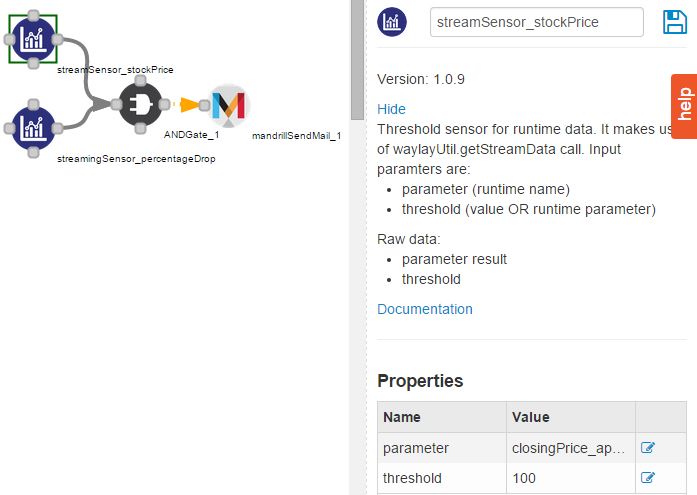 streamSensor_stockPrice
ANDGate_1
mandrillSendMail_1
streamingSensor_percentageDrop
streamSensor_stockPrice
Version: 1.0.9
Hide
Threshold sensor for runtime data. It makes us
of waylayUtil.getStreamData call. Input
paramters are:
• parameter (runtime name)
• threshold (value OR runtime parameter)
Raw data:
• parameter result
• threshold
Documentation
help
Properties
Name Value
parameter closingPrice_ap...
threshold 100